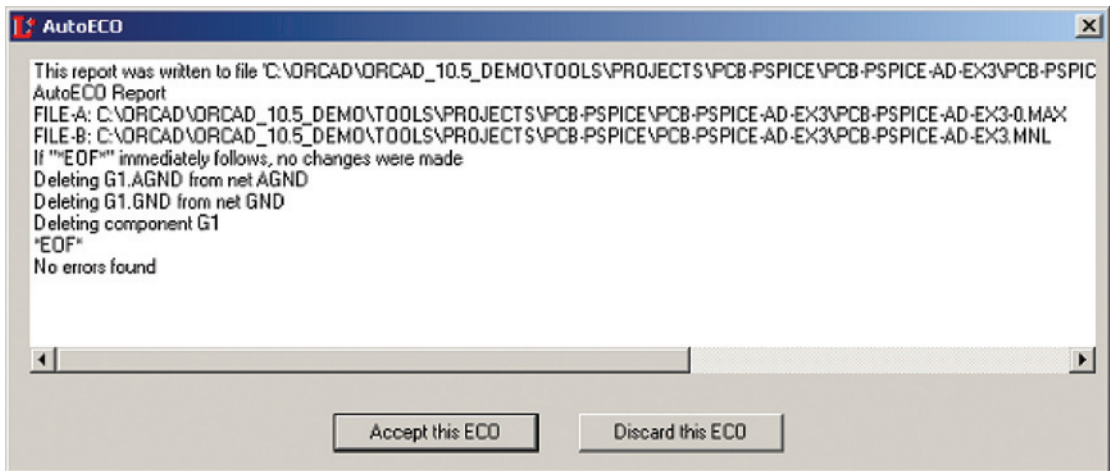 AutoECO
This report was written to file 'C:\ORCAD\ORCAD_10.5_DEMO\TOOLS\PROJECTS\PCB-PSPICE\PCB-PSPICE-AD-EX3\PCB-PSPIC
AutoECO Report
FILE-A: C:\ORCAD\ORCAD_10.5_DEMO\TOOLS\PROJECTS\PCB-PSPICE\PCB-PSPICE-AD-EX3\PCB-PSPICE-AD-EX3-0.MAX
FILE-B: C:\ORCAD\ORCAD_10.5_DEMO\TOOLS\PROJECTS\PCB-PSPICE\PCB-PSPICE-AD-EX3\PCB-PSPICE-AD-EX3.MNL
If "*EOF*" immediately follows, no changes were made
Deleting G1.AGND from net AGND
Deleting G1.GND from net GND
Deleting component G1
*EOF*
No errors found
Accept this ECO Discard this ECO